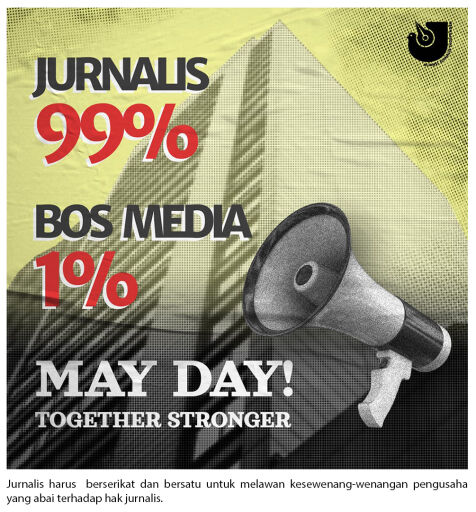 JURNALIS
99%
BOS MEDIA
1%
MAY DAY!
TOGETHER STRONGER
Jurnalis harus berserikat dan bersatu untuk melawan kesewenang-wenangan pengusaha
yang abai terhadap hak jurnalis.